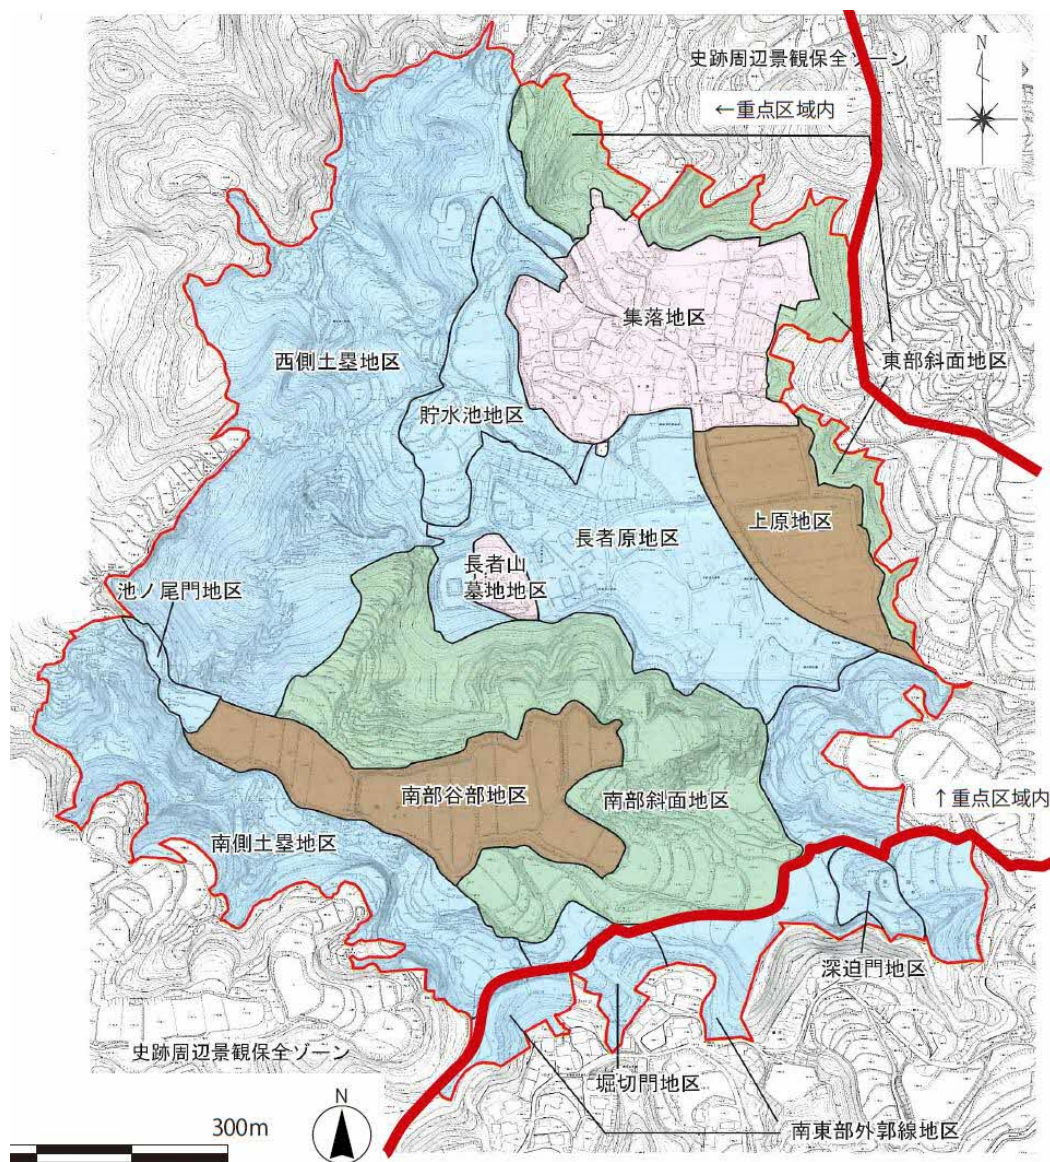 史跡周辺景観保全ゾーン
N
←重点区域内
集落地区
西側土塁地区
東部斜面地区
貯水池地区
上原地区
長者原地区
長者山
墓地地区
池ノ尾門地区
南部谷部地区
南部斜面地区
↑重点区域内
南側土塁地区
深迫門地区
史跡周辺景観保全ゾーン
堀切門地区
N
300m
南東部外郭線地区